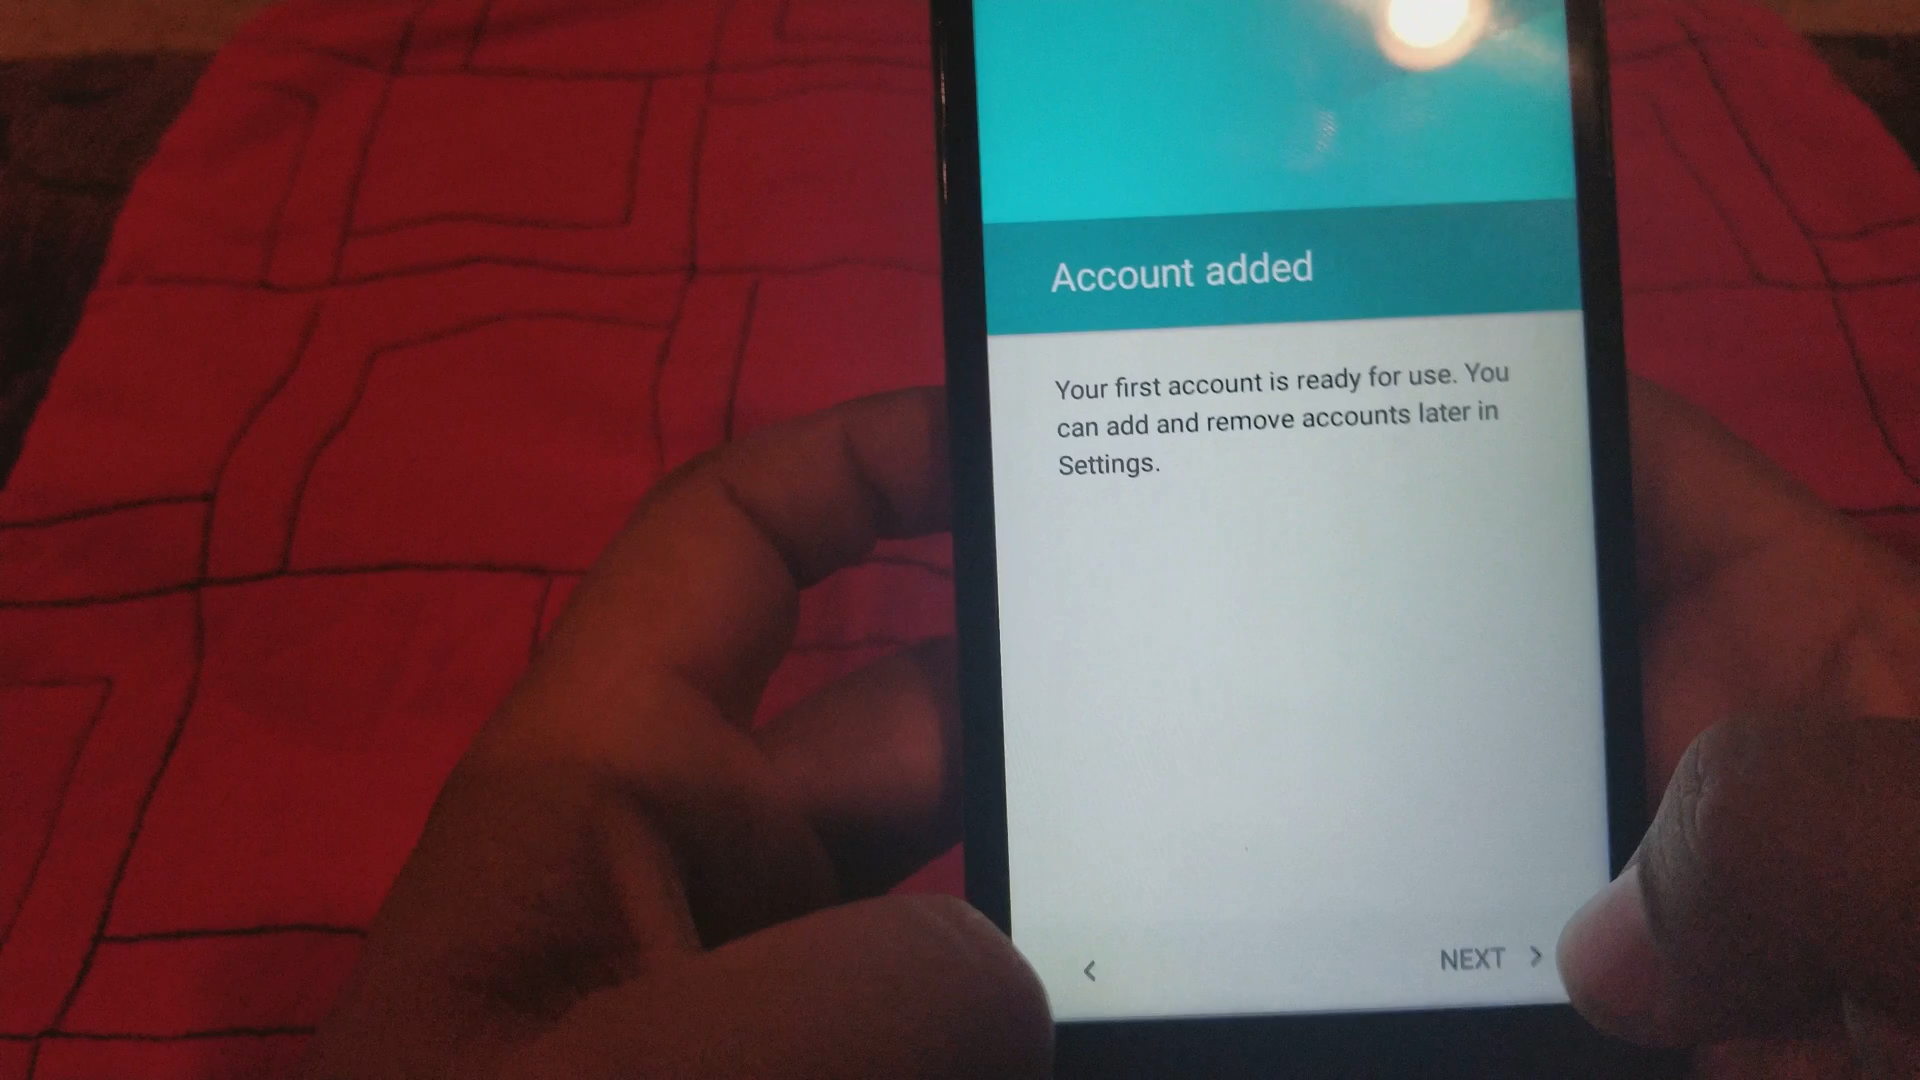 Account added
Your first account is ready for use. You
can add and remove accounts later in
Settings.
NEXT